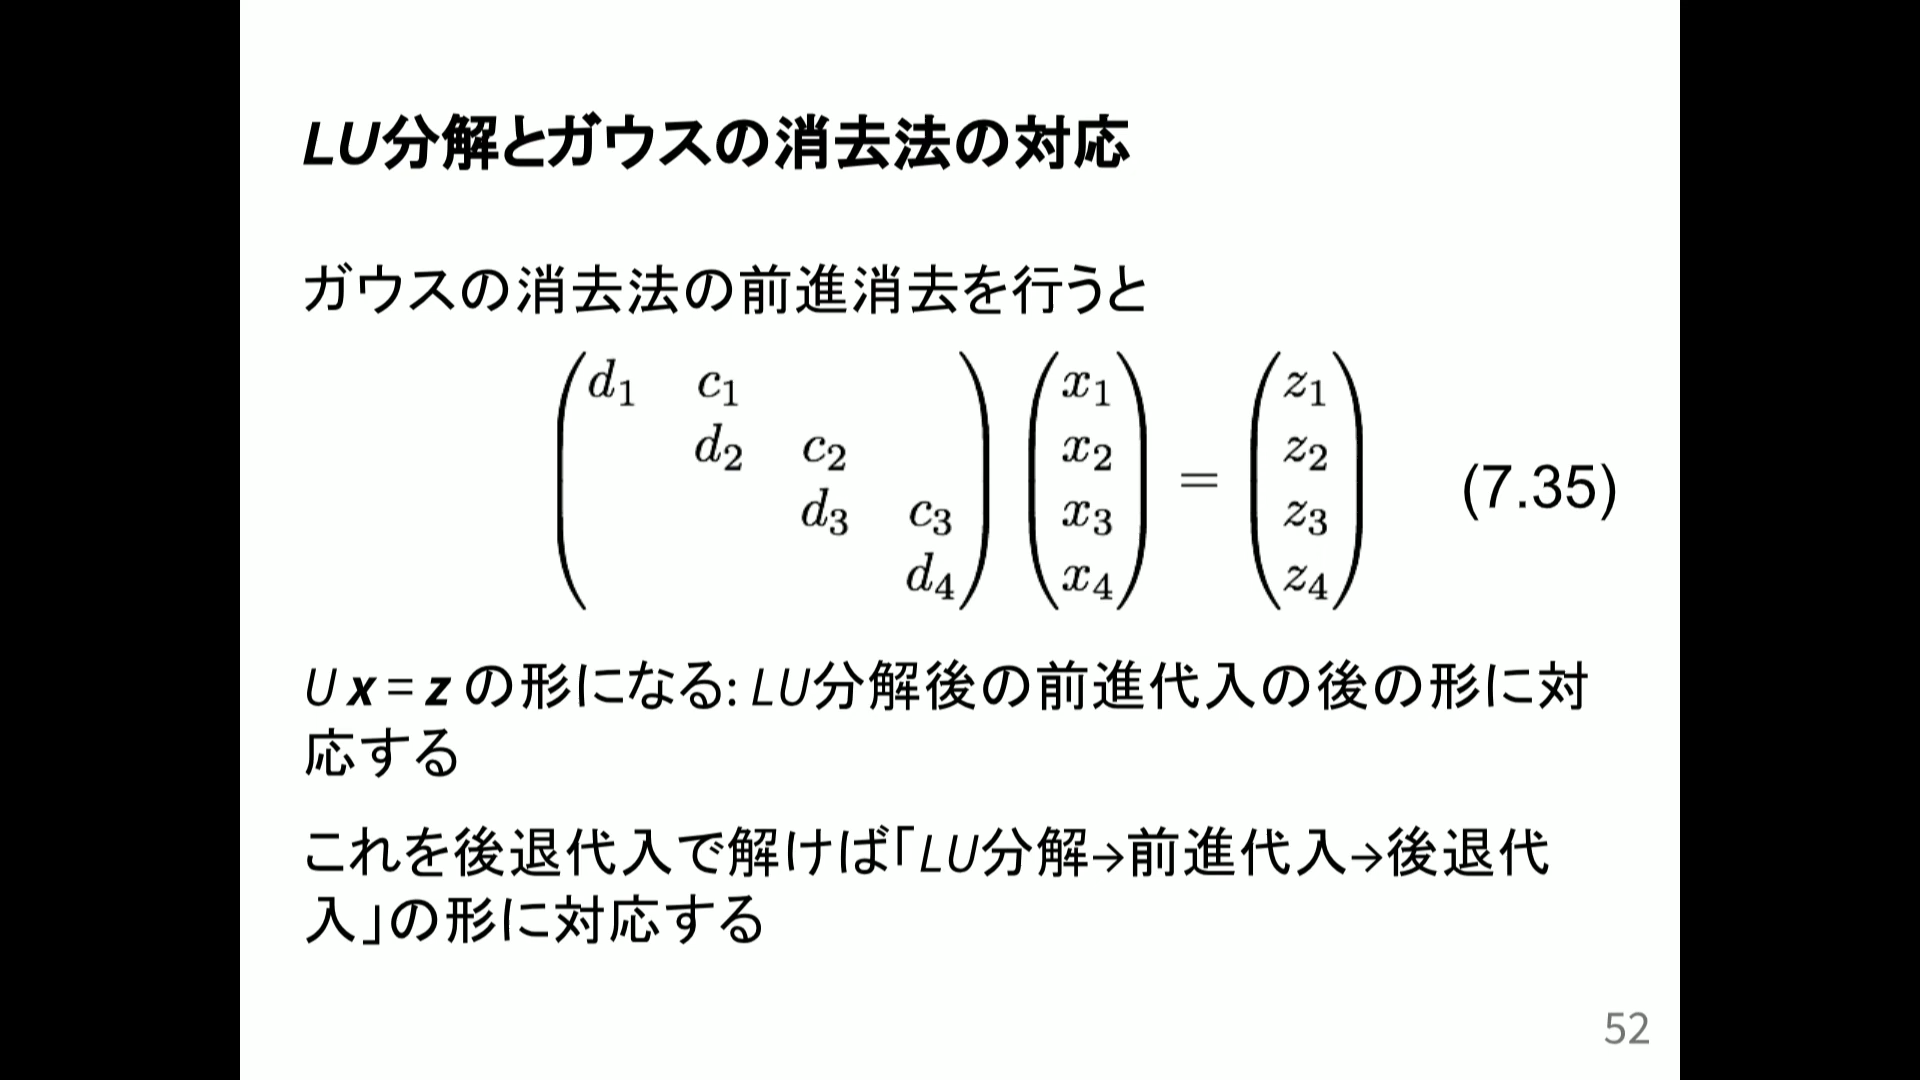 LU分解とガウスの消去法の対応
ガウスの消去法の前進消去を行うと
d₁ c₁ x₁ z₁
d₂ c₂ x₂ z₂
= (7.35)
d₃ c₃ x₃ z₃
d₄ x₄ z₄
U x = z の形になる: LU分解後の前進代入の後の形に対
応する
これを後退代入で解けば「LU分解→前進代入→後退代
入」の形に対応する
52